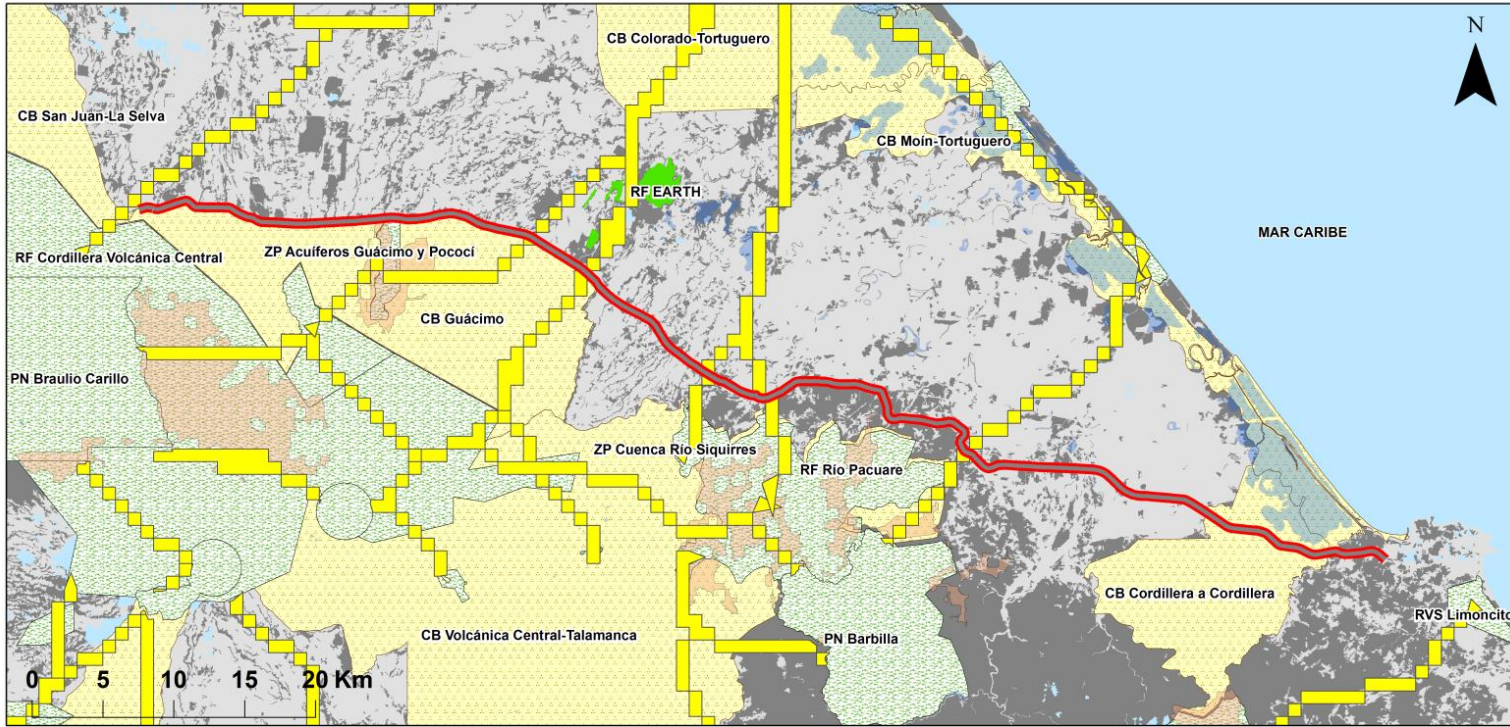 CB Colorado-Tortuguero
N
CB San Juan-La Selva
CB Moín-Tortuguero
RF EARTH
MAR CARIBE
ZP Acuíferos Guácimo y Pococí
RF Cordillera Volcánica Central
CB Guácimo
PN Braulio Carillo
ZP Cuenca Río Siquirres
RF Río Pacuare
CB Cordillera a Cordillera
RVS Limoncito
CB Volcánica Central-Talamanca
PN Barbilla
0 5 10 15 20 Km